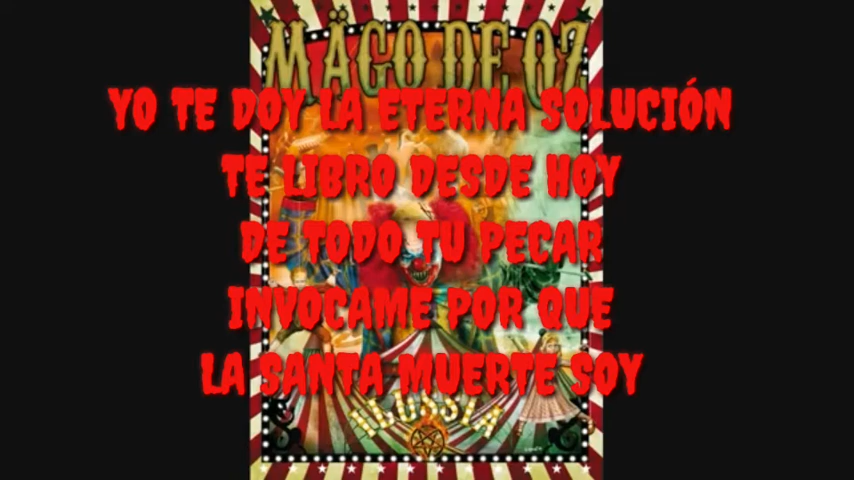 MÄGO DE OZ
YO TE DOY LA ETERNA SOLUCIÓN
TE LIBRO DESDE HOY
DE TODO TU PECAR
INVOCAME POR QUE
LA SANTA MUERTE SOY
ILUSSIA